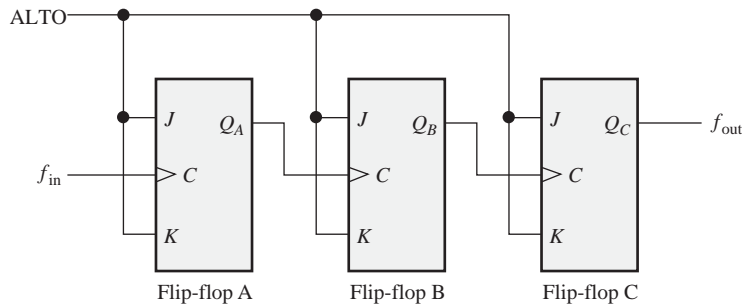 ALTO
J Q_A
J Q_B
J Q_C f_out
f_in C
C
C
K
K
K
Flip-flop A
Flip-flop B
Flip-flop C